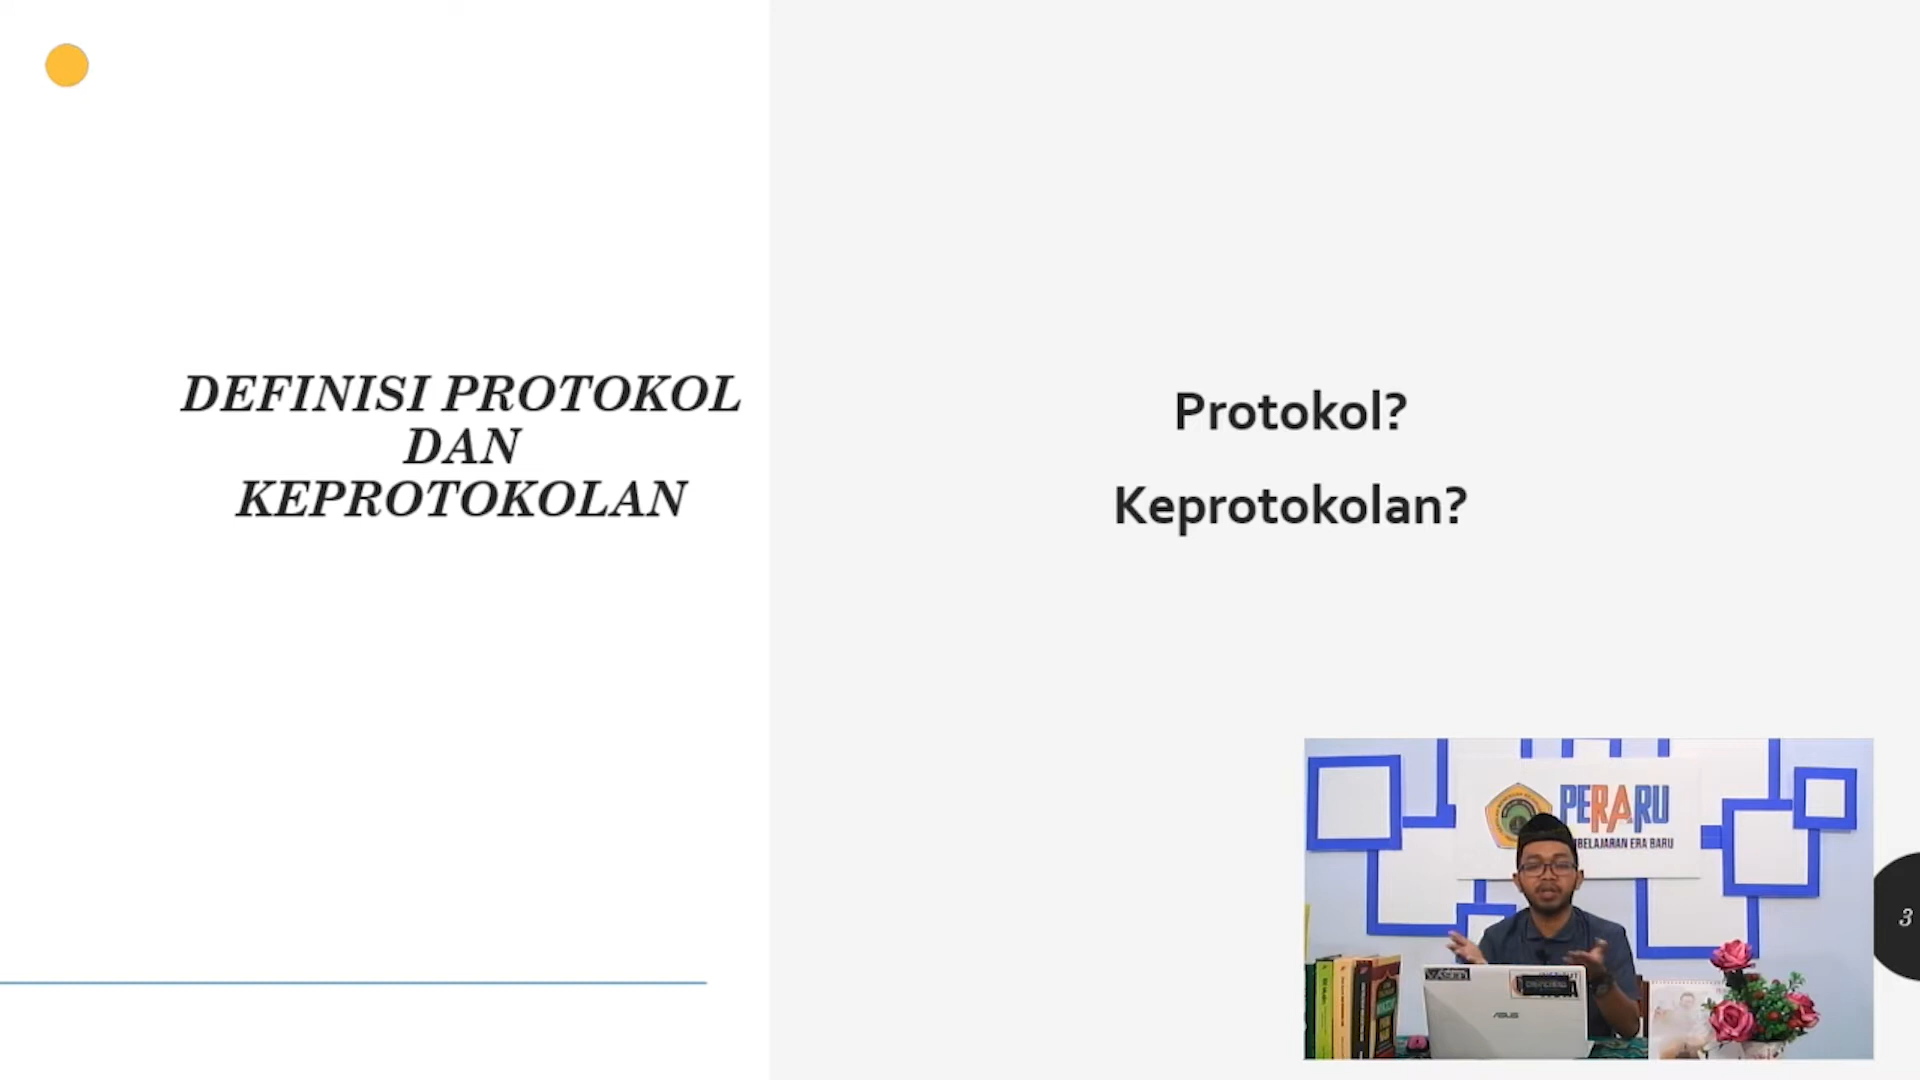 DEFINISI PROTOKOL
DAN
KEPROTOKOLAN
Protokol?
Keprotokolan?
PERARU
BELAJARAN ERA BARU
ASUS
3